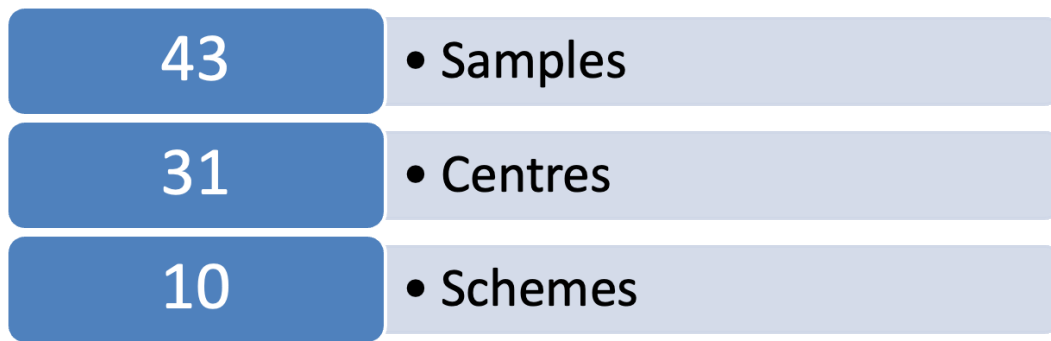 43 • Samples
31 • Centres
10 • Schemes